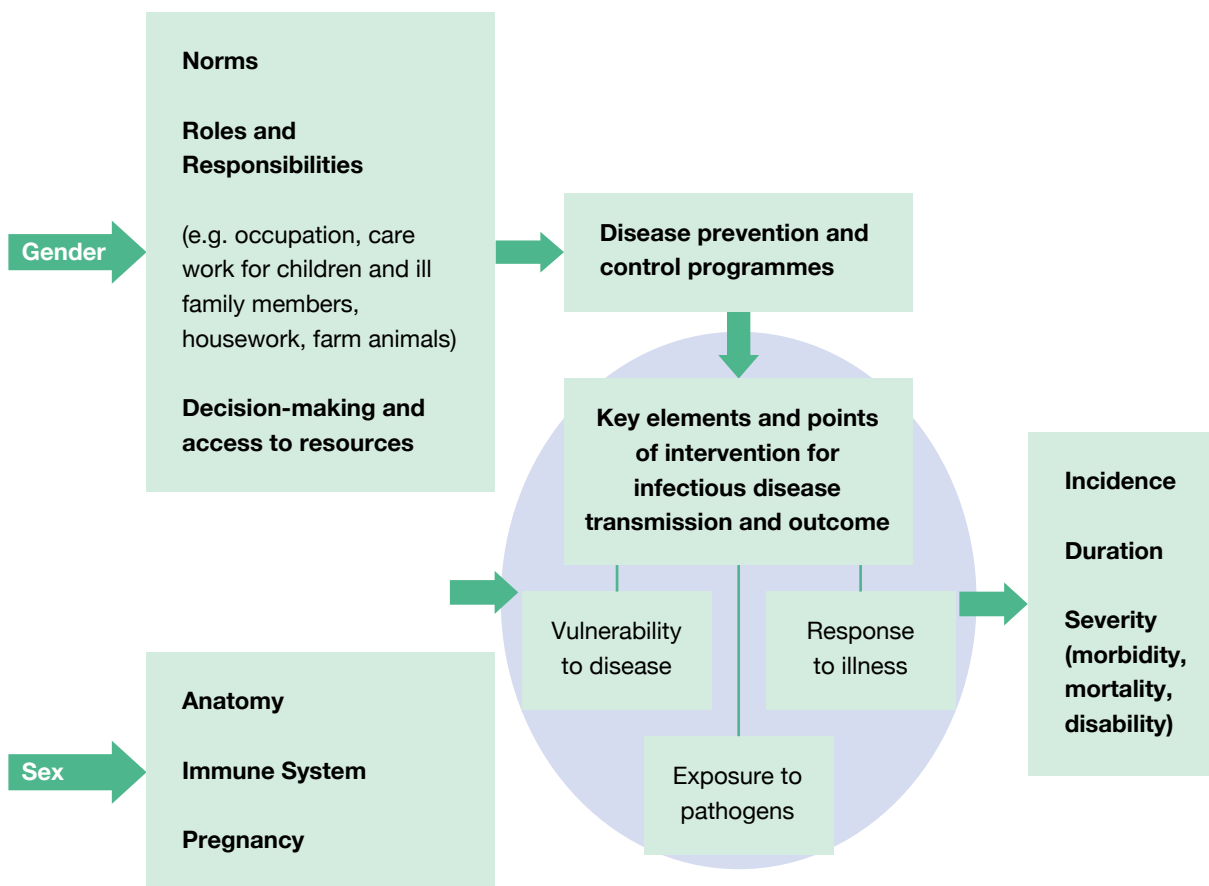 Gender
Norms
Roles and
Responsibilities
(e.g. occupation, care
work for children and ill
family members,
housework, farm animals)
Decision-making and
access to resources
Disease prevention and
control programmes
Key elements and points
of intervention for
infectious disease
transmission and outcome
Vulnerability
to disease
Response
to illness
Exposure to
pathogens
Incidence
Duration
Severity
(morbidity,
mortality,
disability)
Sex
Anatomy
Immune System
Pregnancy